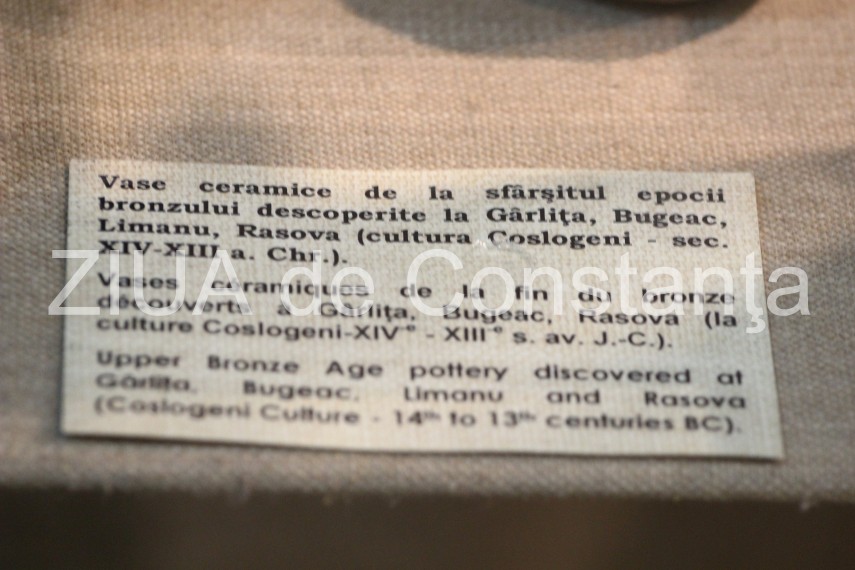 Vase ceramice de la sfârşitul epocii
bronzului descoperite la Gârliţa, Bugeac,
Limanu, Rasova (cultura Coslogeni - sec.
XIV-XIII a. Chr.).
Vases ceramiques de la fin du bronze
découverts à Gârliţa, Bugeac, Rasova (la
culture Coslogeni-XIVe - XIIIe s. av. J.-C.).
Upper Bronze Age pottery discovered at
Gârliţa, Bugeac, Limanu and Rasova
(Coslogeni Culture - 14th to 13th centuries BC).
ZIUA de Constanţa